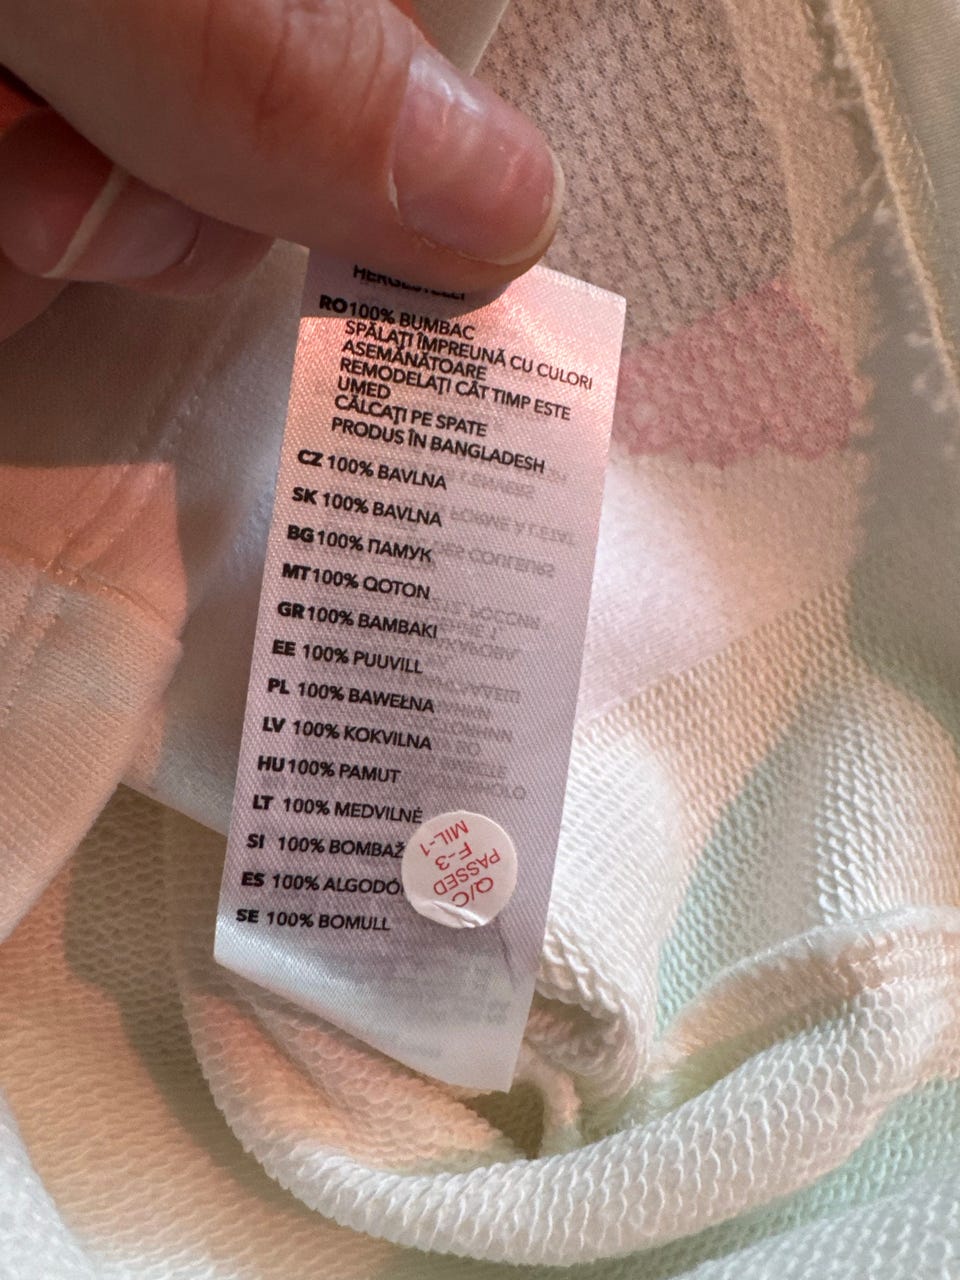 RO 100% BUMBAC
SPĂLAȚI ÎMPREUNĂ CU CULORI
ASEMĂNĂTOARE
REMODELAȚI CÂT TIMP ESTE
UMED
CĂLCAȚI PE SPATE
PRODUS ÎN BANGLADESH
CZ 100% BAVLNA
SK 100% BAVLNA
BG 100% ПАМУК
MT 100% QOTON
GR 100% BAMBAKI
EE 100% PUUVILL
PL 100% BAWEŁNA
LV 100% KOKVILNA
HU 100% PAMUT
LT 100% MEDVILNĖ
SI 100% BOMBAŽ
ES 100% ALGODÓ
SE 100% BOMULL
Q/C
PASSED
F-3
MIL-1